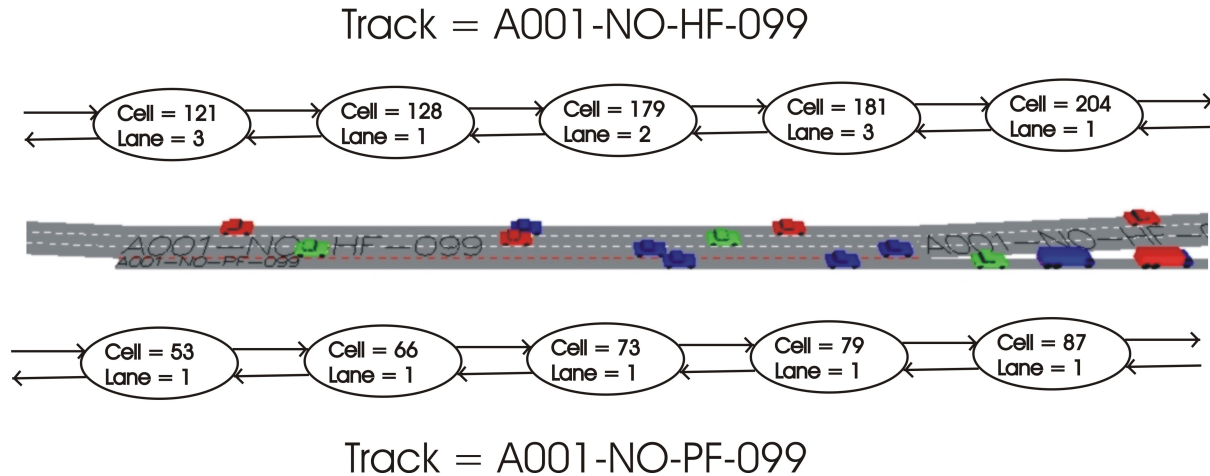 Track = A001-NO-HF-099
Cell = 121
Lane = 3
Cell = 128
Lane = 1
Cell = 179
Lane = 2
Cell = 181
Lane = 3
Cell = 204
Lane = 1
A001-NO-HF-099
A001-NO-HF-
A001-NO-PF-099
Cell = 53
Lane = 1
Cell = 66
Lane = 1
Cell = 73
Lane = 1
Cell = 79
Lane = 1
Cell = 87
Lane = 1
Track = A001-NO-PF-099